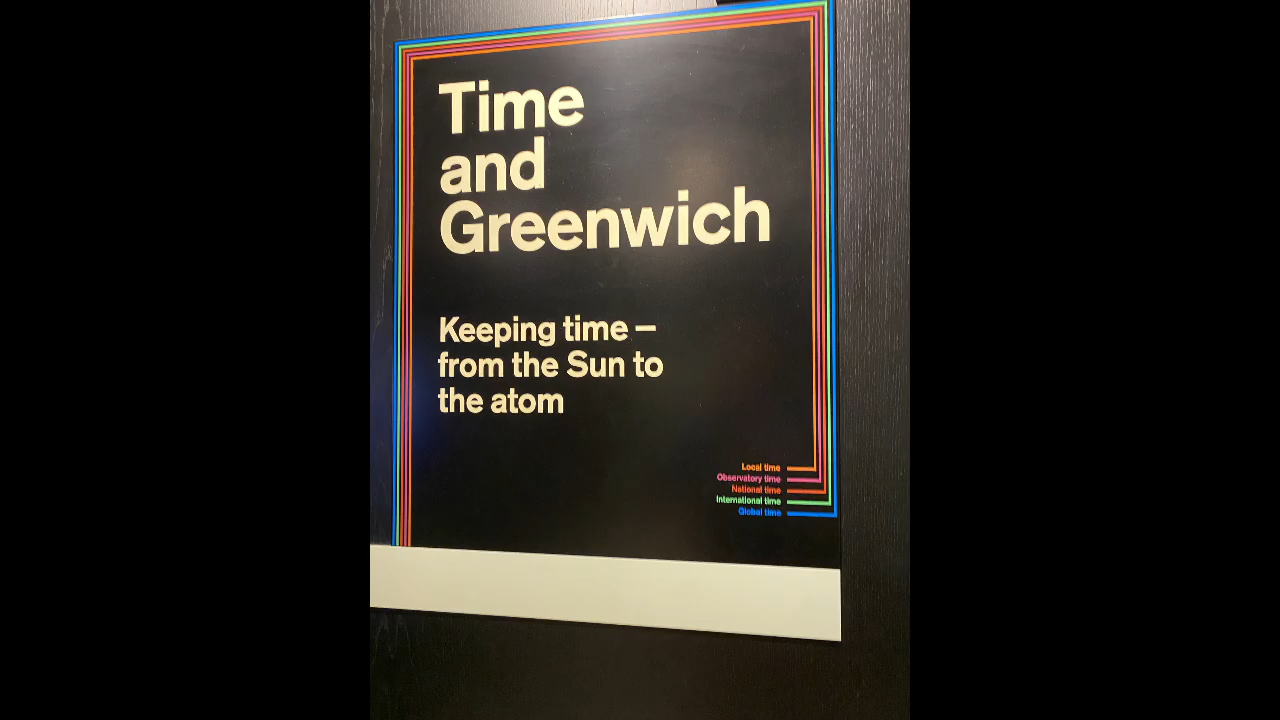 Time
and
Greenwich
Keeping time –
from the Sun to
the atom
Local time
Observatory time
National time
International time
Global time